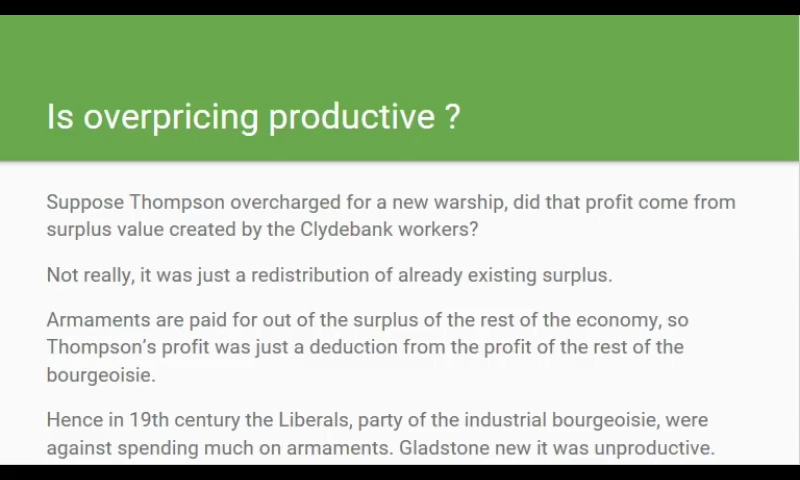 Is overpricing productive ?
Suppose Thompson overcharged for a new warship, did that profit come from
surplus value created by the Clydebank workers?
Not really, it was just a redistribution of already existing surplus.
Armaments are paid for out of the surplus of the rest of the economy, so
Thompson’s profit was just a deduction from the profit of the rest of the
bourgeoisie.
Hence in 19th century the Liberals, party of the industrial bourgeoisie, were
against spending much on armaments. Gladstone new it was unproductive.